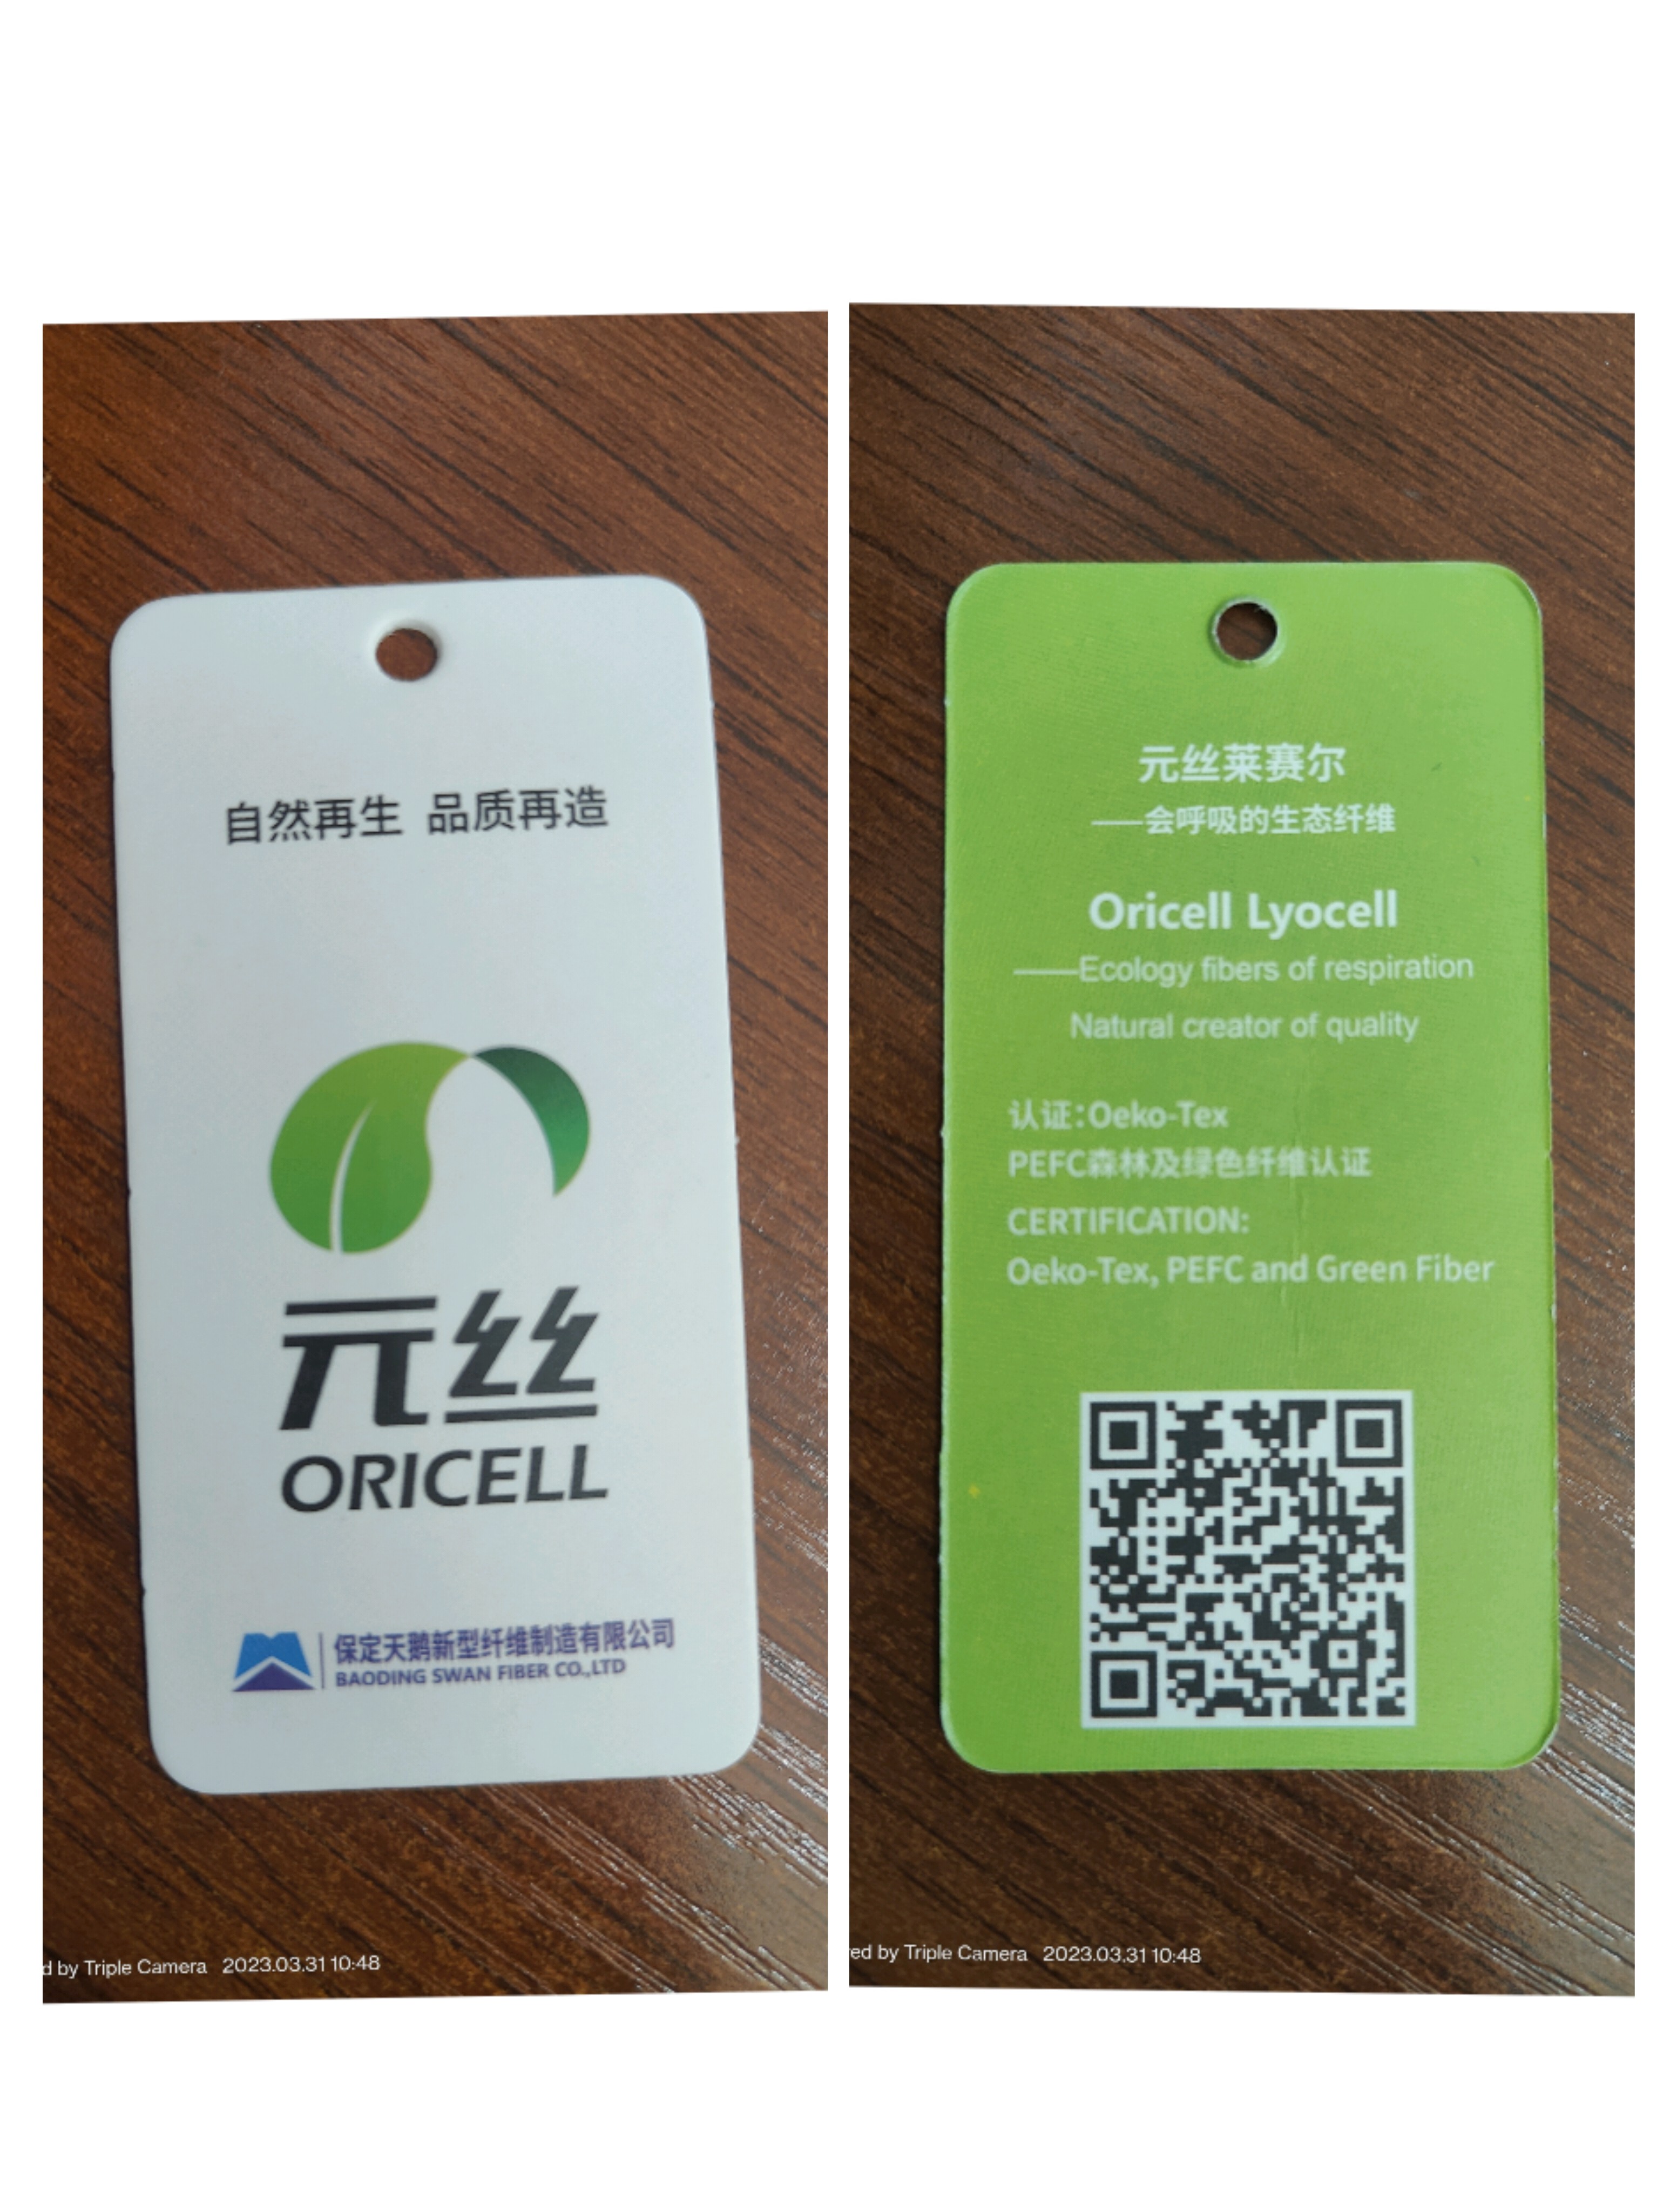 自然再生 品质再造
元丝
ORICELL
保定天鹅新型纤维制造有限公司
BAODING SWAN FIBER CO.,LTD
d by Triple Camera 2023.03.31 10:48
元丝莱赛尔
——会呼吸的生态纤维
Oricell Lyocell
——Ecology fibers of respiration
Natural creator of quality
认证:Oeko-Tex
PEFC森林及绿色纤维认证
CERTIFICATION:
Oeko-Tex, PEFC and Green Fiber
ed by Triple Camera 2023.03.31 10:48